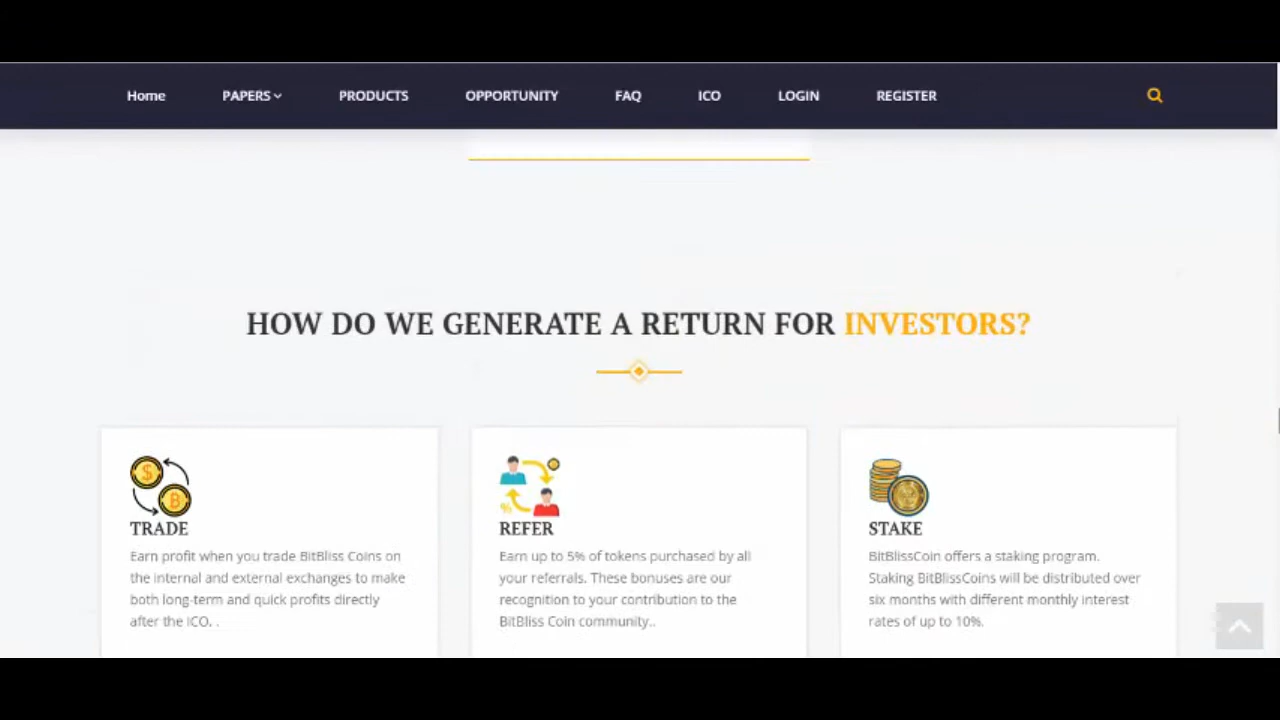 Home PAPERS PRODUCTS OPPORTUNITY FAQ ICO LOGIN REGISTER
HOW DO WE GENERATE A RETURN FOR INVESTORS?
TRADE
Earn profit when you trade BitBliss Coins on
the internal and external exchanges to make
both long-term and quick profits directly
after the ICO. .
REFER
Earn up to 5% of tokens purchased by all
your referrals. These bonuses are our
recognition to your contribution to the
BitBliss Coin community..
STAKE
BitBlissCoin offers a staking program.
Staking BitBlissCoins will be distributed over
six months with different monthly interest
rates of up to 10%.